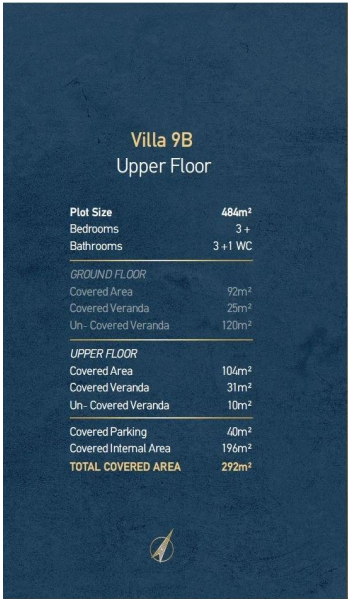 Villa 9B
Upper Floor
Plot Size 484m²
Bedrooms 3 +
Bathrooms 3 +1 WC
GROUND FLOOR
Covered Area 92m²
Covered Veranda 25m²
Un- Covered Veranda 120m²
UPPER FLOOR
Covered Area 104m²
Covered Veranda 31m²
Un- Covered Veranda 10m²
Covered Parking 40m²
Covered Internal Area 196m²
TOTAL COVERED AREA 292m²